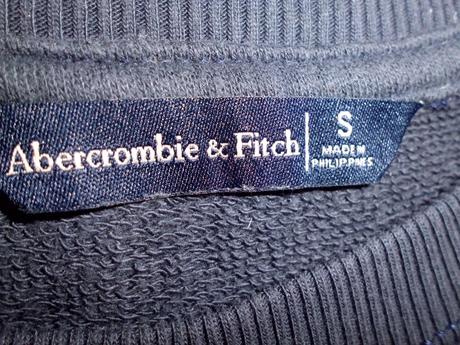 Abercrombie & Fitch
S
MADE IN
PHILIPPINES